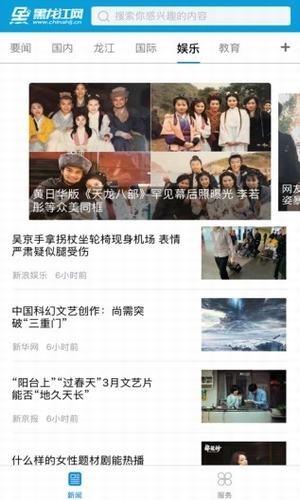 黑龙江网
www.chinahlj.cn
搜索你感兴趣的内容
要闻 国内 龙江 国际 娱乐 教育 +
黄日华版《天龙八部》罕见幕后照曝光 李若
彤等众美同框
网友
姿暴
吴京手拿拐杖坐轮椅现身机场 表情
严肃疑似腿受伤
新浪娱乐 6小时前
中国科幻文艺创作：尚需突
破“三重门”
新华网 6小时前
“阳台上”“过春天”3月文艺片
能否“地久天长”
新京报 6小时前
什么样的女性题材剧能热播
新闻
服务